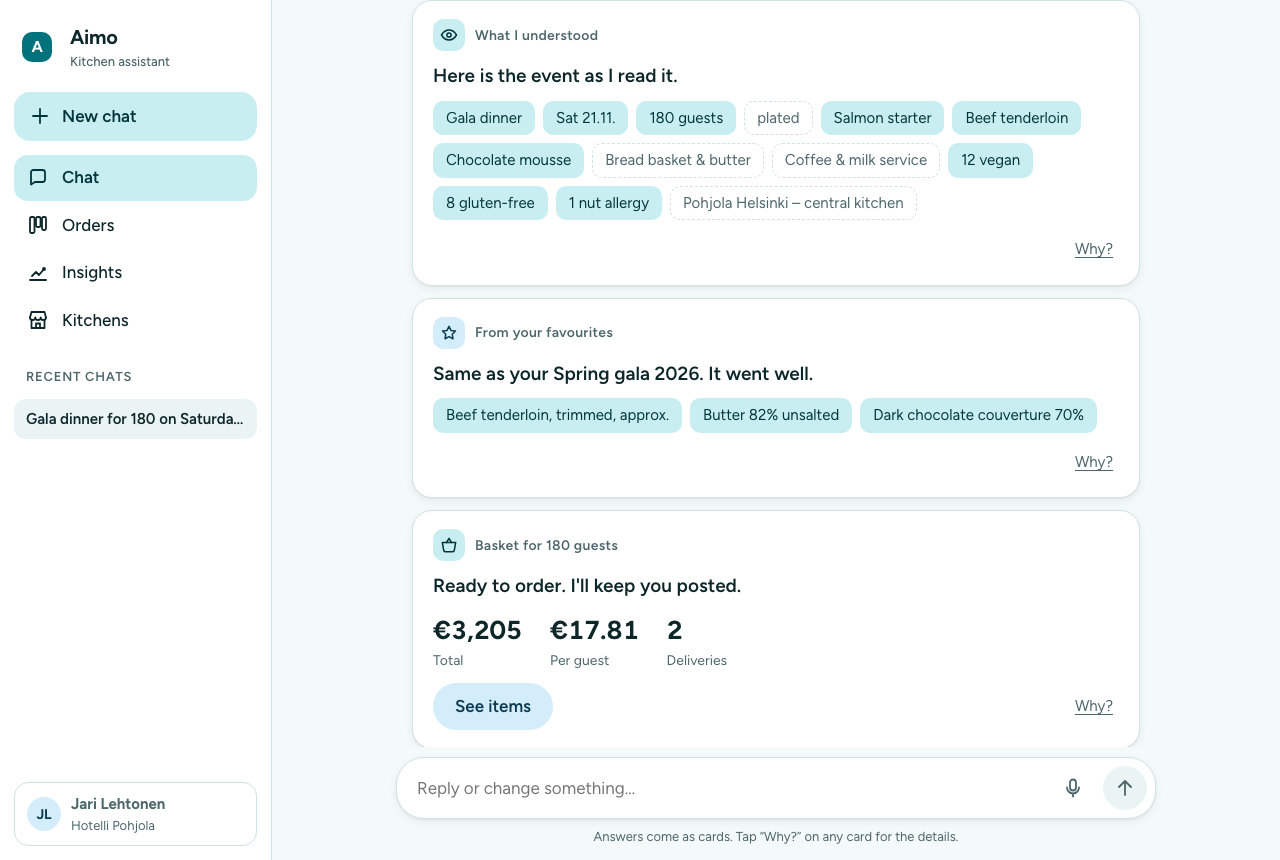 A
Aimo
Kitchen assistant
New chat
Chat
Orders
Insights
Kitchens
RECENT CHATS
Gala dinner for 180 on Saturda...
JL
Jari Lehtonen
Hotelli Pohjola
What I understood
Here is the event as I read it.
Gala dinner Sat 21.11. 180 guests plated Salmon starter Beef tenderloin
Chocolate mousse Bread basket & butter Coffee & milk service 12 vegan
8 gluten-free 1 nut allergy Pohjola Helsinki – central kitchen
Why?
From your favourites
Same as your Spring gala 2026. It went well.
Beef tenderloin, trimmed, approx. Butter 82% unsalted Dark chocolate couverture 70%
Why?
Basket for 180 guests
Ready to order. I'll keep you posted.
€3,205 €17.81 2
Total Per guest Deliveries
See items Why?
Reply or change something...
Answers come as cards. Tap “Why?” on any card for the details.